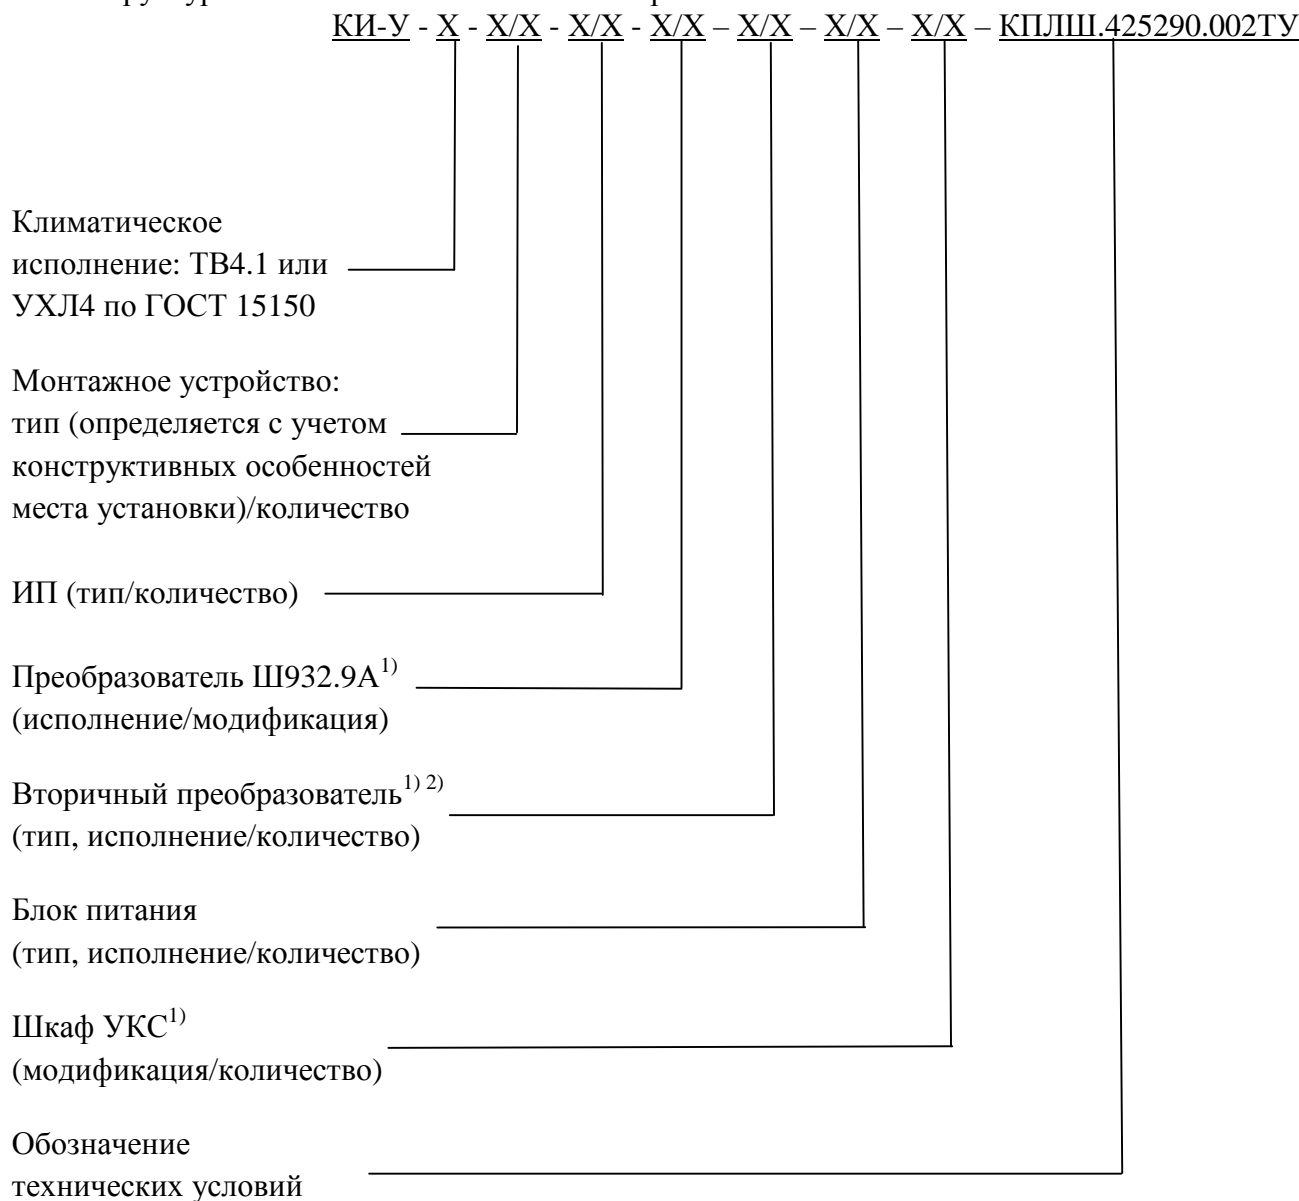 КИ-У - Х - Х/Х - Х/Х - Х/Х – Х/Х – Х/Х – Х/Х – КПЛШ.425290.002ТУ
Климатическое
исполнение: ТВ4.1 или
УХЛ4 по ГОСТ 15150
Монтажное устройство:
тип (определяется с учетом
конструктивных особенностей
места установки)/количество
ИП (тип/количество)
Преобразователь Ш932.9А1)
(исполнение/модификация)
Вторичный преобразователь1) 2)
(тип, исполнение/количество)
Блок питания
(тип, исполнение/количество)
Шкаф УКС1)
(модификация/количество)
Обозначение
технических условий